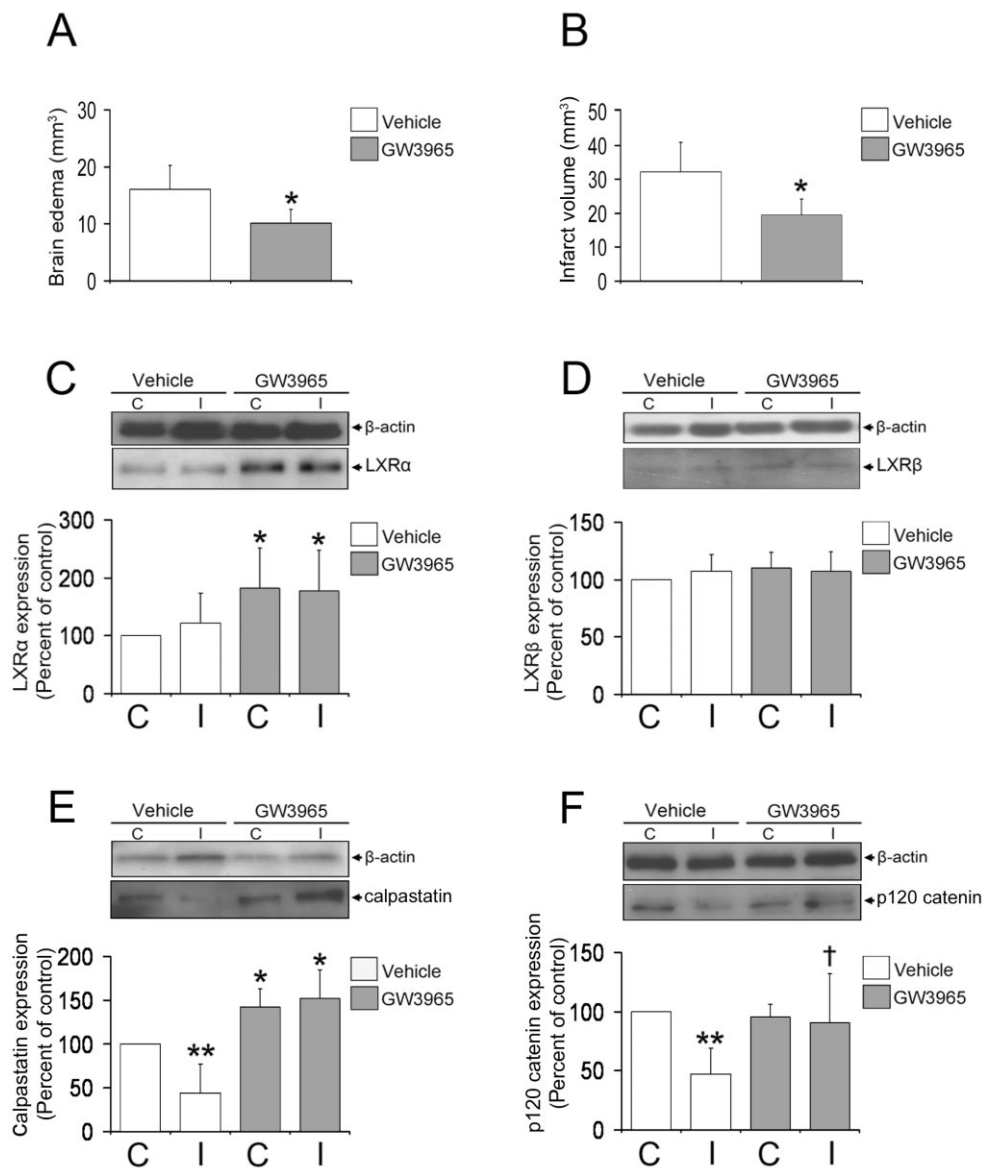 A
Brain edema (mm³)
30
20
10
0
*
Vehicle
GW3965
B
Infarct volume (mm³)
50
40
30
20
10
0
*
Vehicle
GW3965
C
Vehicle GW3965
C I C I
β-actin
LXRα
LXRα expression
(Percent of control)
300
200
100
0
* *
Vehicle
GW3965
C I C I
D
Vehicle GW3965
C I C I
β-actin
LXRβ
LXRβ expression
(Percent of control)
150
100
50
0
Vehicle
GW3965
C I C I
E
Vehicle GW3965
C I C I
β-actin
calpastatin
Calpastatin expression
(Percent of control)
200
150
100
50
0
** * *
Vehicle
GW3965
C I C I
F
Vehicle GW3965
C I C I
β-actin
p120 catenin
p120 catenin expression
(Percent of control)
150
100
50
0
** †
Vehicle
GW3965
C I C I